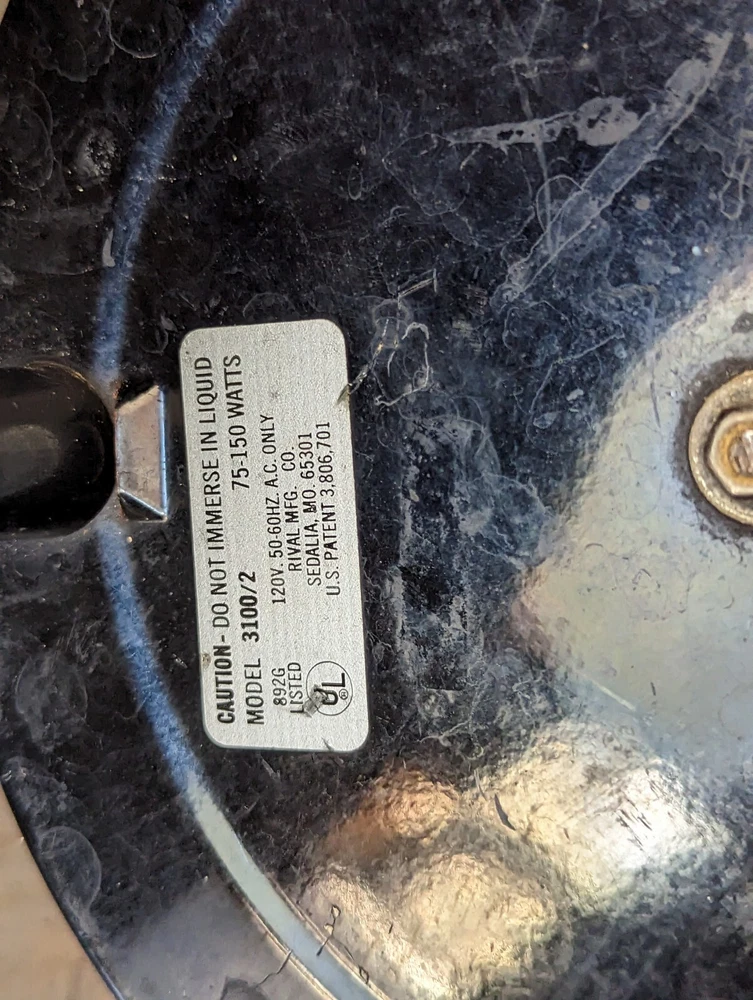 CAUTION- DO NOT IMMERSE IN LIQUID
MODEL 3100/2 75-150 WATTS
892G 120V. 50-60HZ. A.C. ONLY
LISTED RIVAL MFG. CO.
SEDALIA, MO. 65301
UL® U.S. PATENT 3,806,701